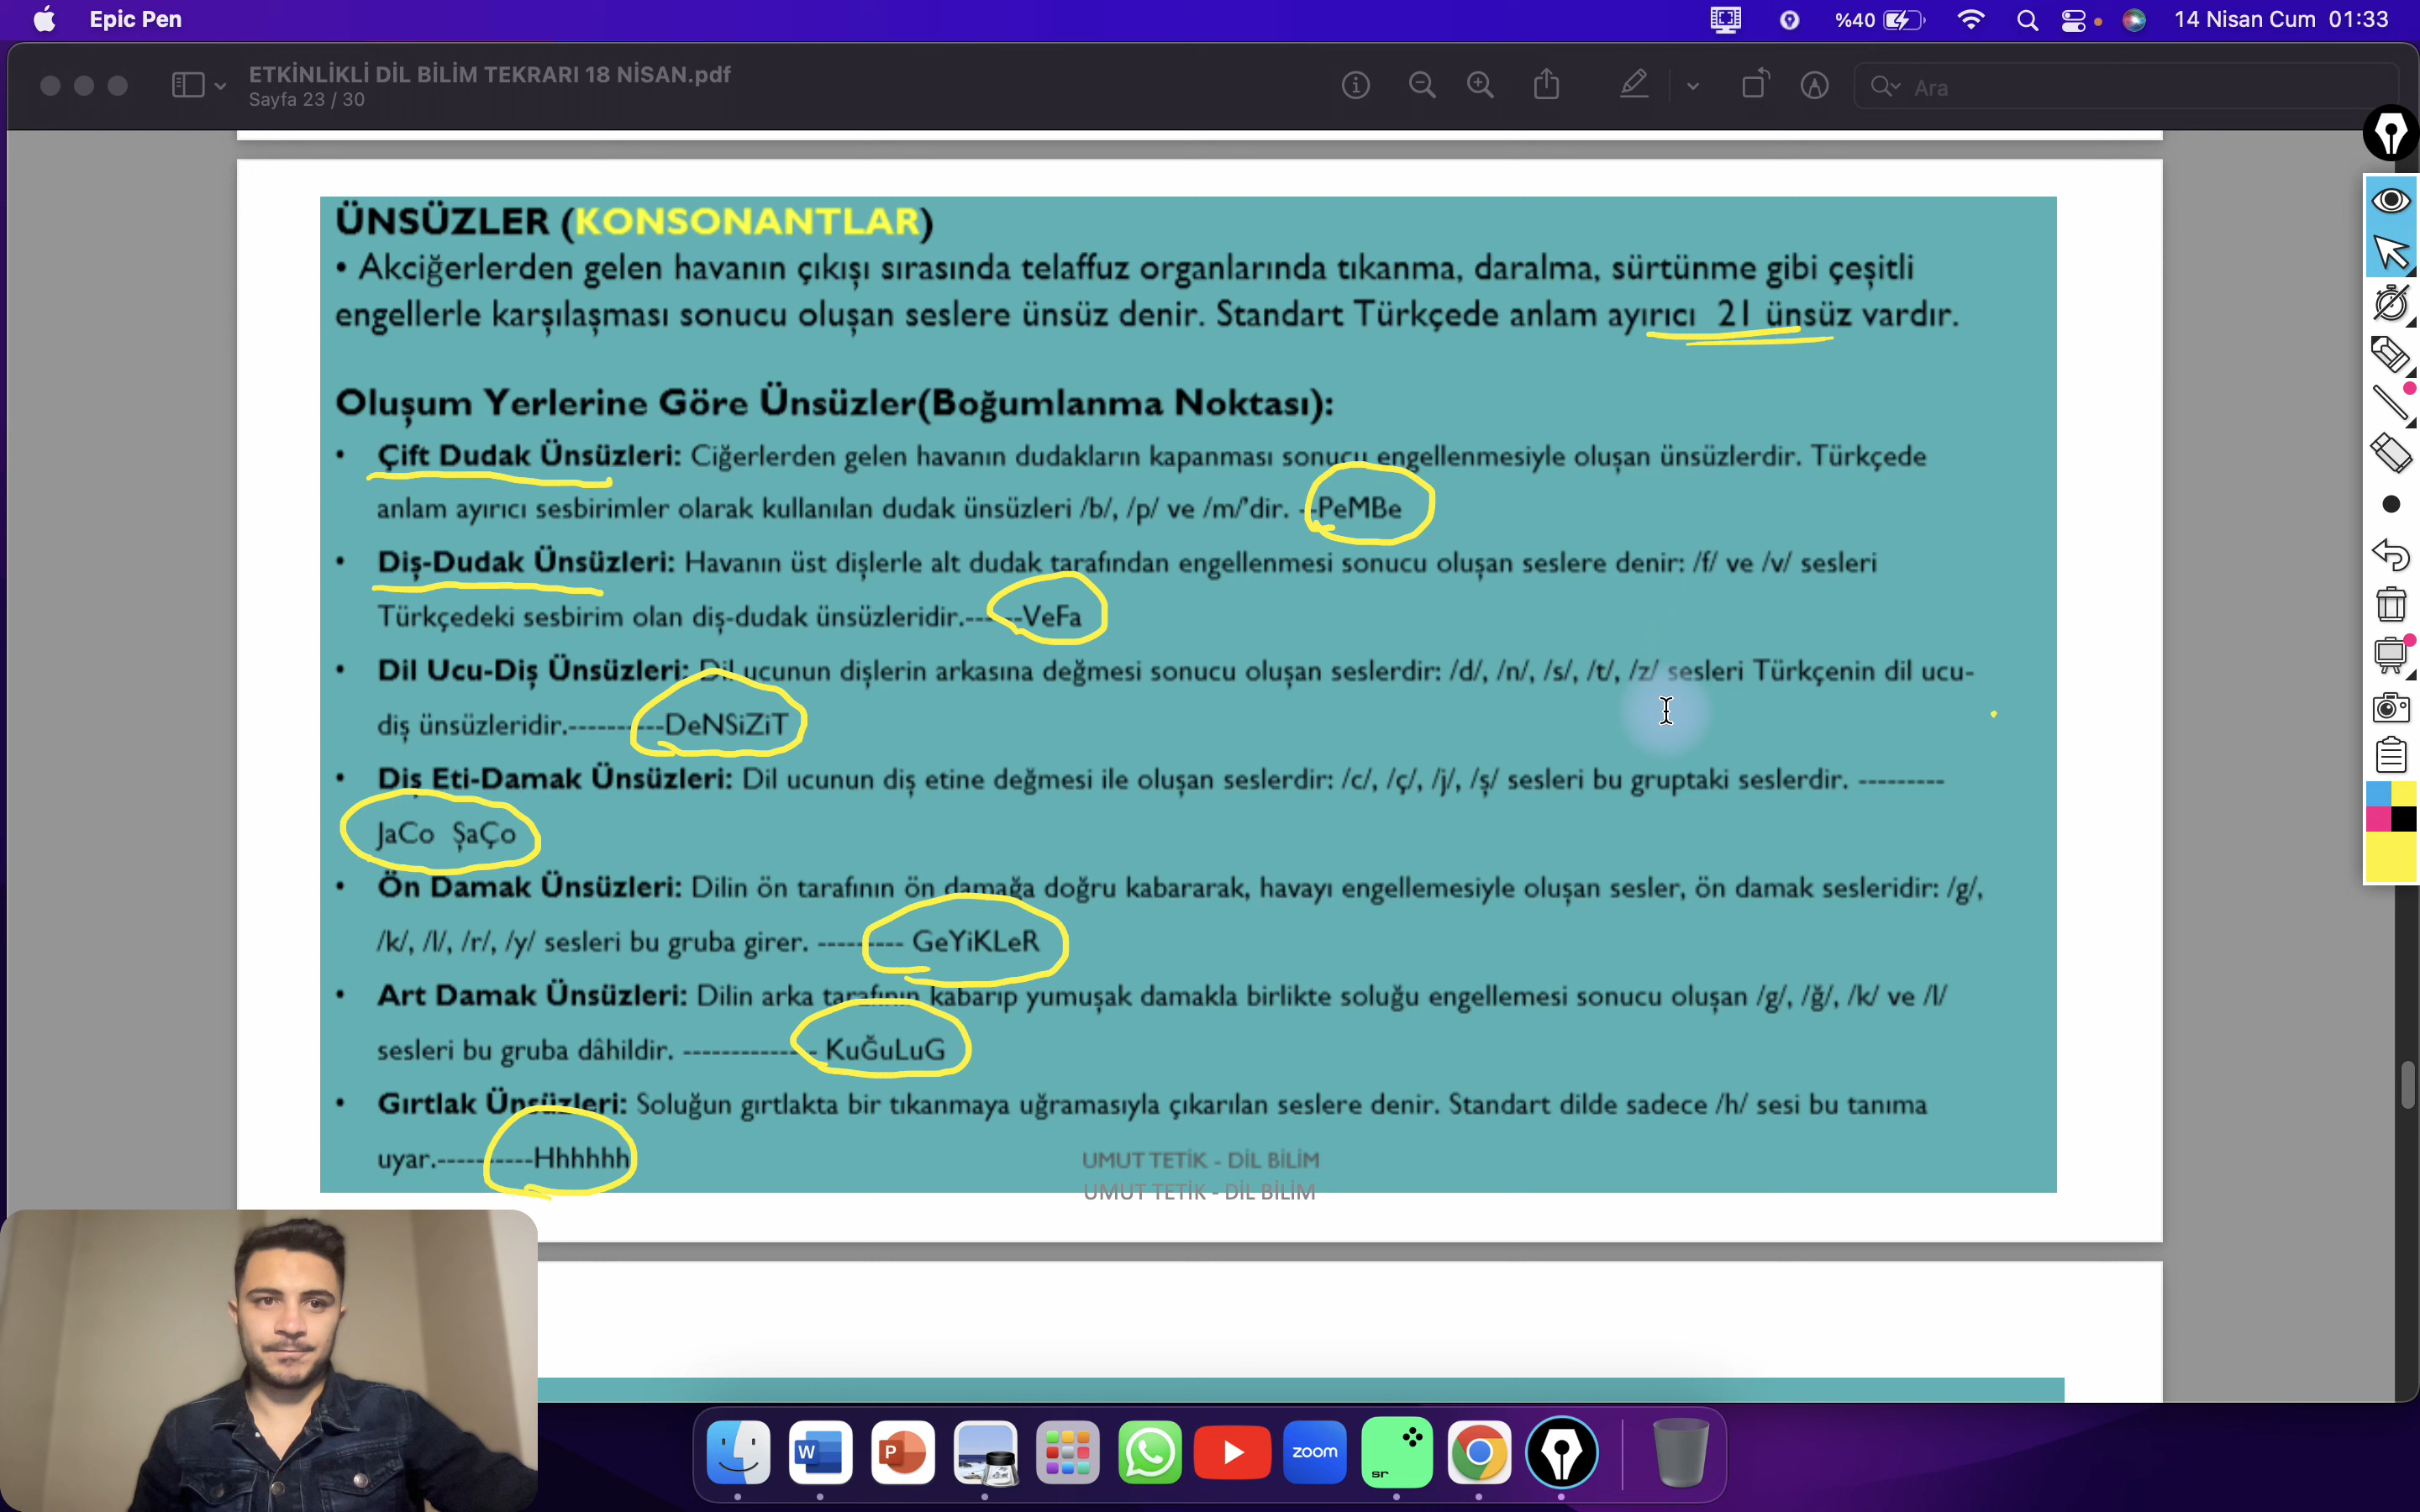 Epic Pen
%40
14 Nisan Cum 01:33
ETKİNLİKLİ DİL BİLİM TEKRARI 18 NİSAN.pdf
Sayfa 23 / 30
Ara
ÜNSÜZLER (KONSONANTLAR)
• Akciğerlerden gelen havanın çıkışı sırasında telaffuz organlarında tıkanma, daralma, sürtünme gibi çeşitli
engellerle karşılaşması sonucu oluşan seslere ünsüz denir. Standart Türkçede anlam ayırıcı 21 ünsüz vardır.
Oluşum Yerlerine Göre Ünsüzler(Boğumlanma Noktası):
• Çift Dudak Ünsüzleri: Ciğerlerden gelen havanın dudakların kapanması sonucu engellenmesiyle oluşan ünsüzlerdir. Türkçede
anlam ayırıcı sesbirimler olarak kullanılan dudak ünsüzleri /b/, /p/ ve /m/'dir. --PeMBe
• Diş-Dudak Ünsüzleri: Havanın üst dişlerle alt dudak tarafından engellenmesi sonucu oluşan seslere denir: /f/ ve /v/ sesleri
Türkçedeki sesbirim olan diş-dudak ünsüzleridir.------VeFa
• Dil Ucu-Diş Ünsüzleri: Dil ucunun dişlerin arkasına değmesi sonucu oluşan seslerdir: /d/, /n/, /s/, /t/, /z/ sesleri Türkçenin dil ucu-
diş ünsüzleridir.----------DeNSiZiT
• Diş Eti-Damak Ünsüzleri: Dil ucunun diş etine değmesi ile oluşan seslerdir: /c/, /ç/, /j/, /ş/ sesleri bu gruptaki seslerdir. ---------
JaCo ŞaÇo
• Ön Damak Ünsüzleri: Dilin ön tarafının ön damağa doğru kabararak, havayı engellemesiyle oluşan sesler, ön damak sesleridir: /g/,
/k/, /l/, /r/, /y/ sesleri bu gruba girer. --------- GeYiKLeR
• Art Damak Ünsüzleri: Dilin arka tarafının kabarıp yumuşak damakla birlikte soluğu engellemesi sonucu oluşan /g/, /ğ/, /k/ ve /l/
sesleri bu gruba dâhildir. -------------- KuĞuLuG
• Gırtlak Ünsüzleri: Soluğun gırtlakta bir tıkanmaya uğramasıyla çıkarılan seslere denir. Standart dilde sadece /h/ sesi bu tanıma
uyar.----------Hhhhhh
UMUT TETİK - DİL BİLİM
UMUT TETİK - DİL BİLİM
W
P
zoom
sr